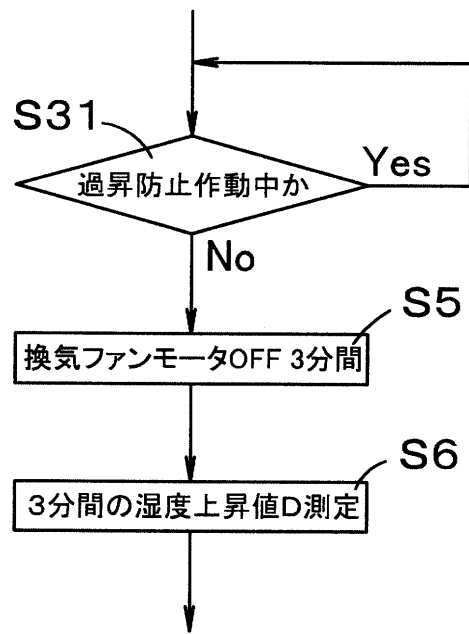 S31
過昇防止作動中か
Yes
No
S5
換気ファンモータOFF 3分間
S6
3分間の湿度上昇値D測定